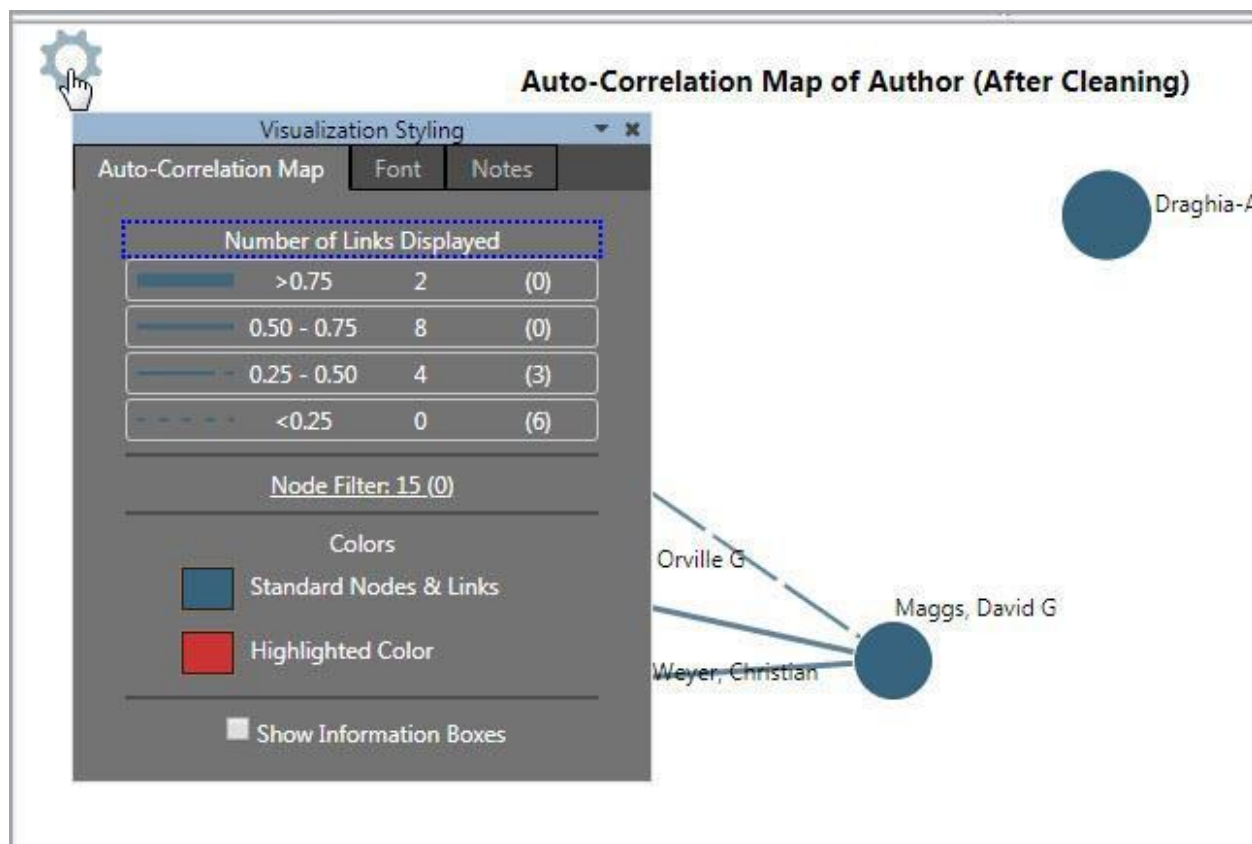 Auto-Correlation Map of Author (After Cleaning)
Visualization Styling
Auto-Correlation Map Font Notes
Number of Links Displayed
>0.75 2 (0)
0.50 - 0.75 8 (0)
0.25 - 0.50 4 (3)
<0.25 0 (6)
Node Filter: 15 (0)
Colors
Standard Nodes & Links
Highlighted Color
Show Information Boxes
Draghia-A
Orville G
Maggs, David G
Weyer, Christian